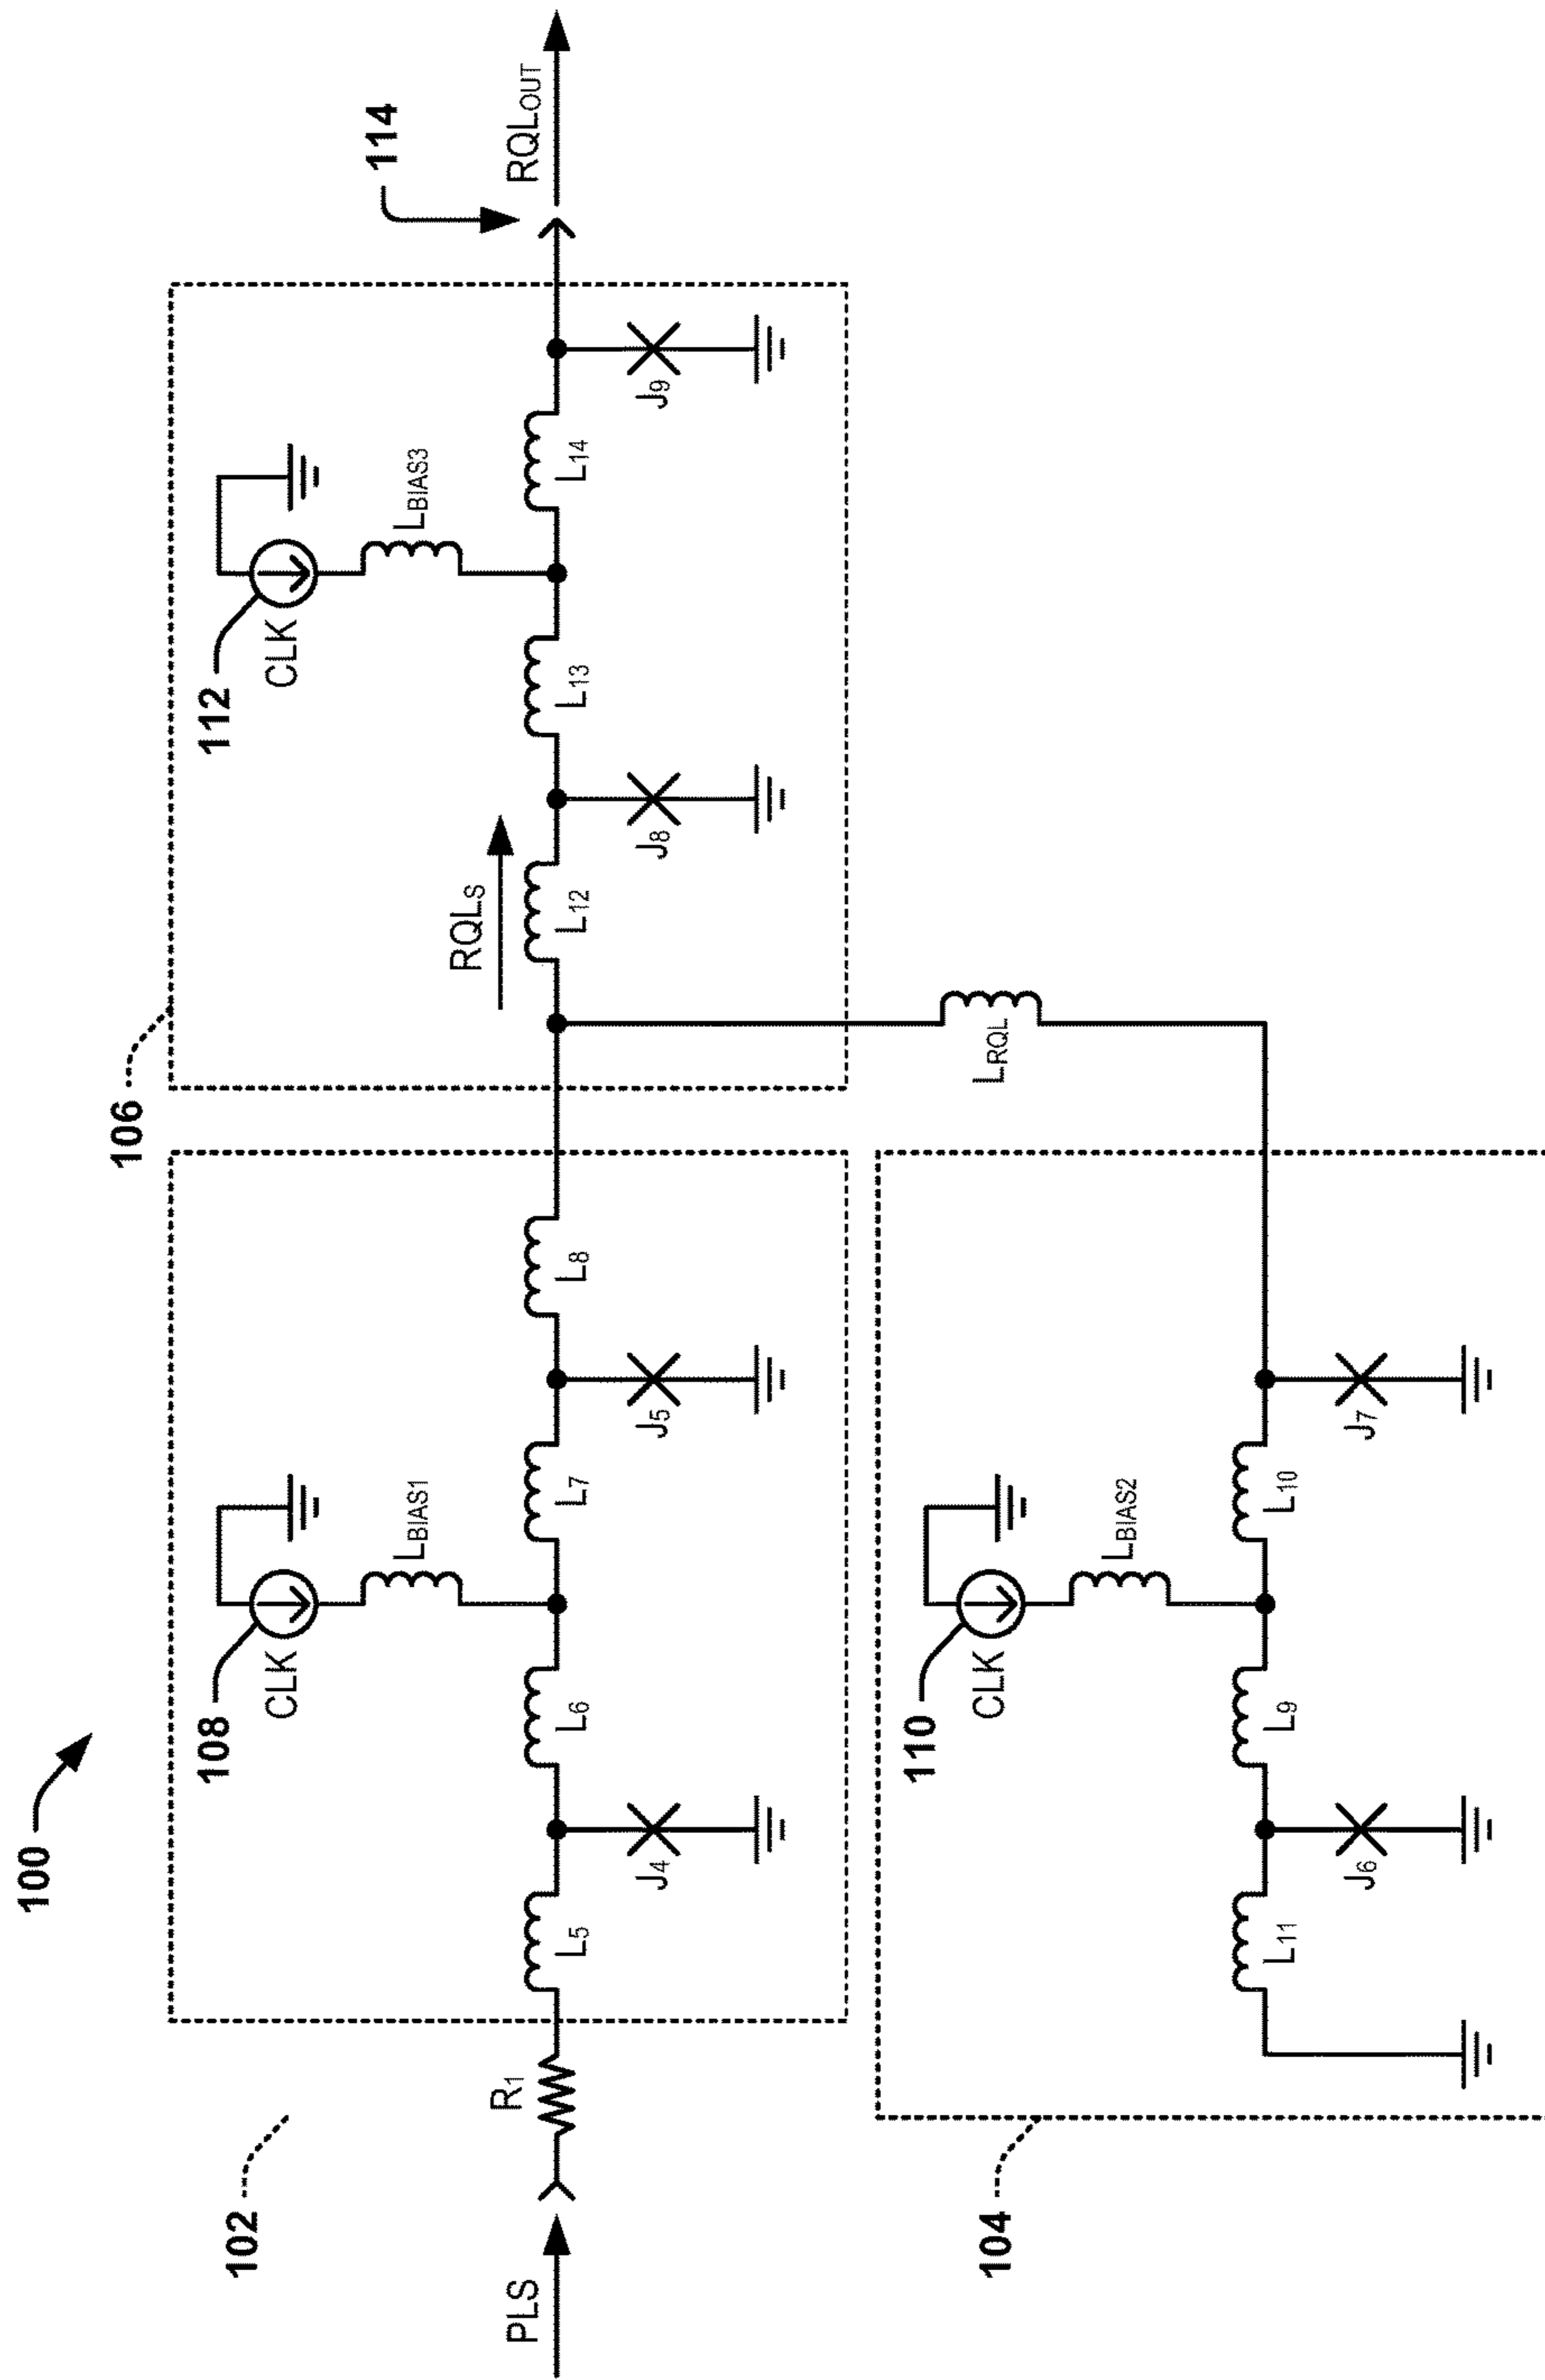 100
102
PLS
R1
L5
J4
L6
108
CLK
LBIAS1
L7
J5
L8
106
RQLS
L12
J8
L13
112
CLK
LBIAS3
L14
J9
114
RQLOUT
LRQL
104
L11
J6
L9
110
CLK
LBIAS2
L10
J7